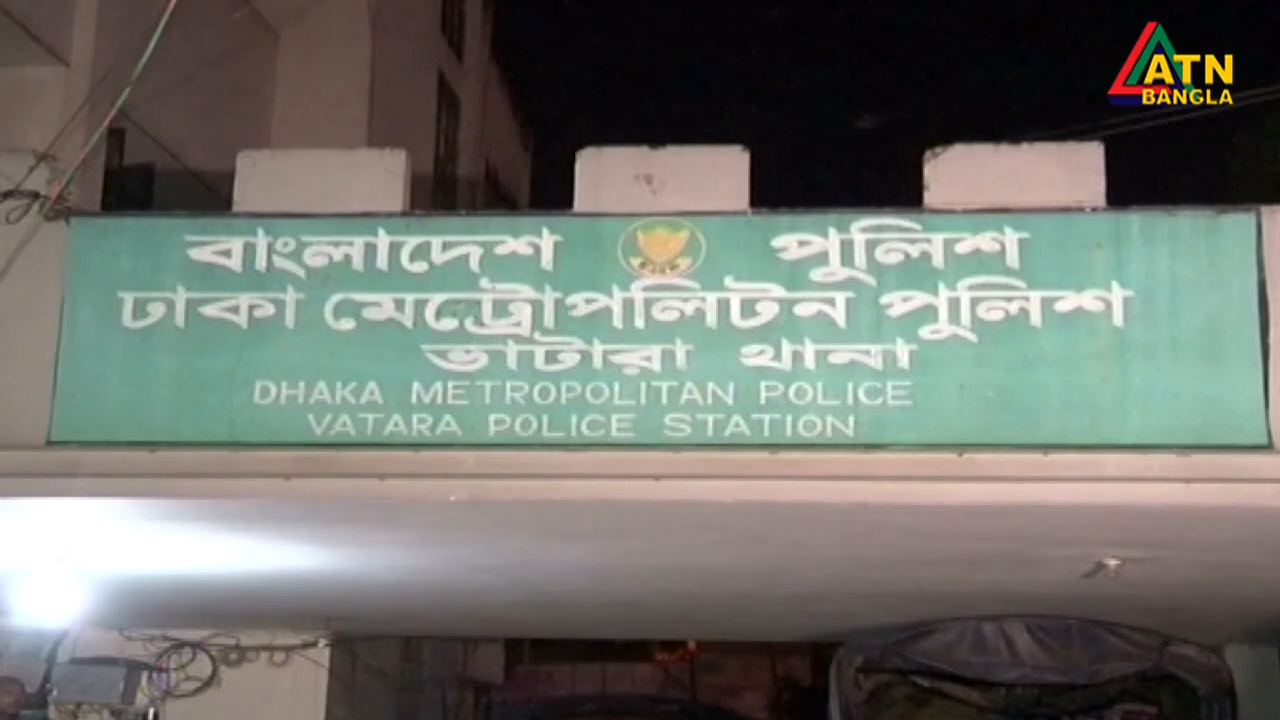 ATN
BANGLA
বাংলাদেশ পুলিশ
ঢাকা মেট্রোপলিটন পুলিশ
ভাটারা থানা
DHAKA METROPOLITAN POLICE
VATARA POLICE STATION